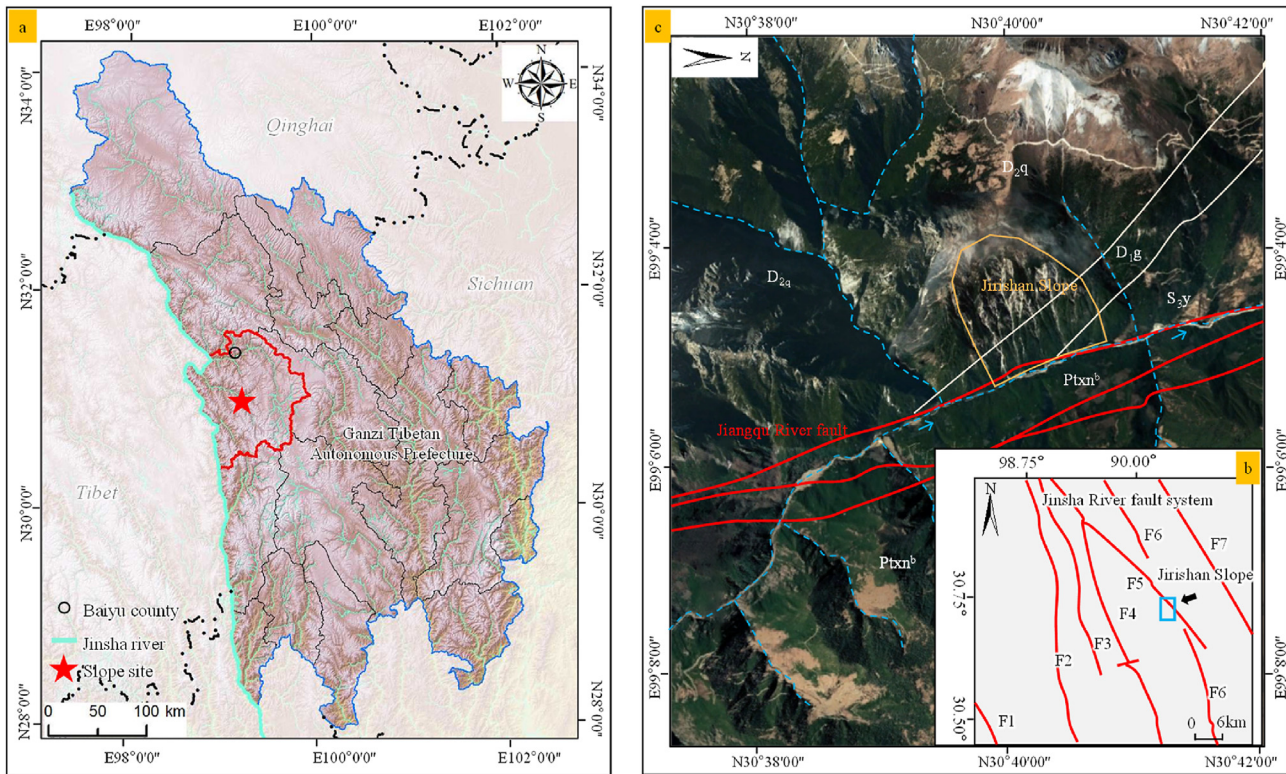 a
E98°0'0"
E100°0'0"
E102°0'0"
N34°0'0"
N34°0'0"
N
W
E
S
Qinghai
N32°0'0"
N32°0'0"
Sichuan
Ganzi Tibetan
Autonomous Prefecture
Tibet
N30°0'0"
N30°0'0"
Baiyu county
Jinsha river
Slope site
0 50 100 km
N28°0'0"
N28°0'0"
E98°0'0"
E100°0'0"
E102°0'0"
c
N30°38'00"
N30°40'00"
N30°42'00"
N
D₂q
E99°4'00"
E99°4'00"
D₁g
D₂q
Jirishan Slope
S₃y
Ptxnᵇ
Jiangqu River fault
E99°6'00"
E99°6'00"
Ptxnᵇ
E99°8'00"
E99°8'00"
N30°38'00"
N30°40'00"
N30°42'00"
b
98.75°
90.00°
N
Jinsha River fault system
F6
F7
F5
Jirishan Slope
30.75°
F4
F3
F2
F6
F1
30.50°
0 6km